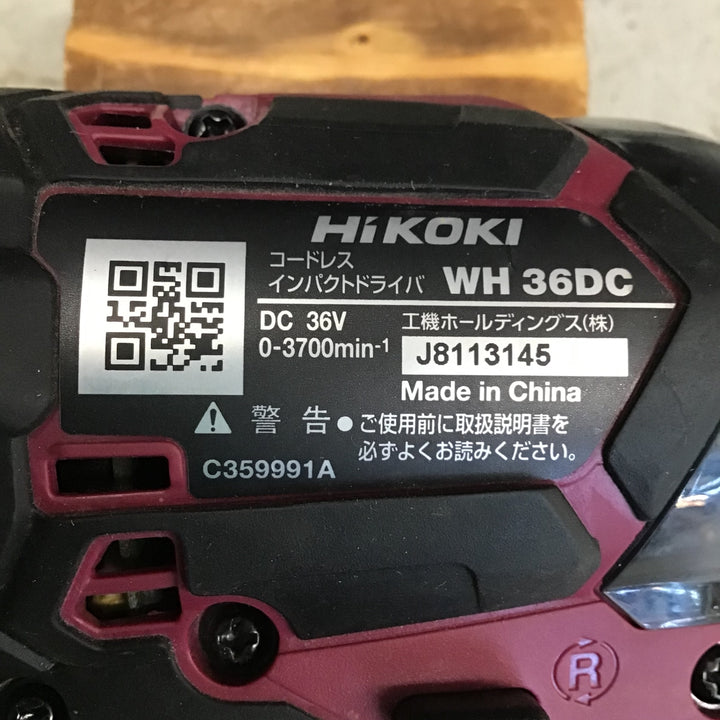 HiKOKI
コードレス
インパクトドライバ WH 36DC
DC 36V
0-3700min-1
工機ホールディングス(株)
J8113145
Made in China
警告 ●ご使用前に取扱説明書を
必ずよくお読みください。
C359991A
R